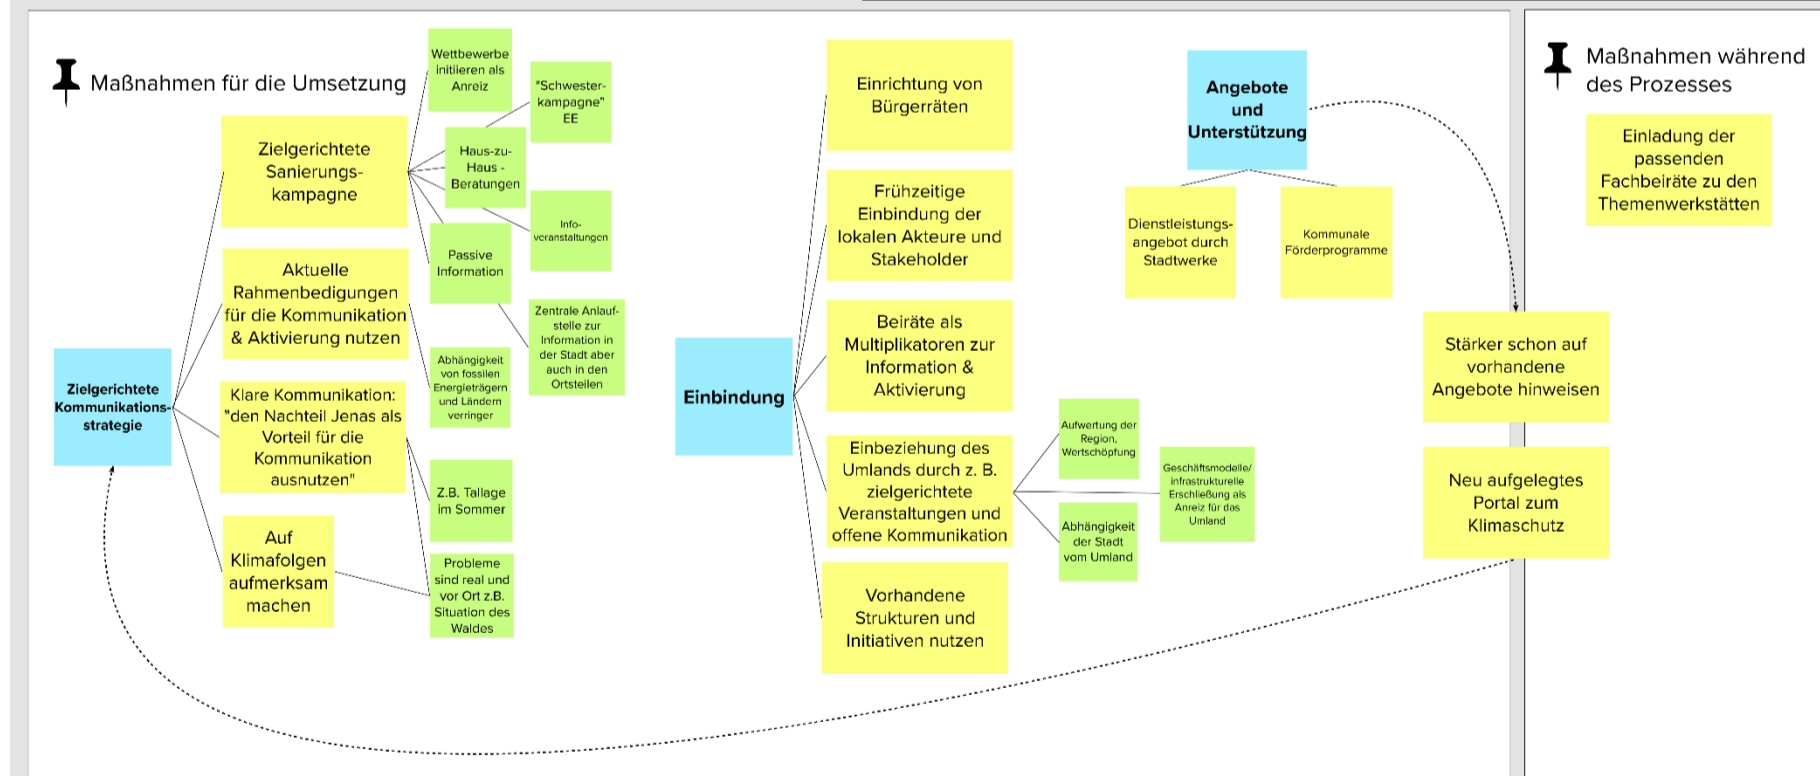 Maßnahmen für die Umsetzung
Zielgerichtete
Kommunikations-
strategie
Zielgerichtete
Sanierungs-
kampagne
Wettbewerbe
initiieren als
Anreiz
"Schwester-
kampagne"
EE
Haus-zu-
Haus -
Beratungen
Info-
veranstaltungen
Passive
Information
Zentrale Anlauf-
stelle zur
Information in
der Stadt aber
auch in den
Ortsteilen
Aktuelle
Rahmenbedigungen
für die Kommunikation
& Aktivierung nutzen
Abhängigkeit
von fossilen
Energieträgern
und Ländern
verringer
Klare Kommunikation:
"den Nachteil Jenas als
Vorteil für die
Kommunikation
ausnutzen"
Z.B. Tallage
im Sommer
Auf
Klimafolgen
aufmerksam
machen
Probleme
sind real und
vor Ort z.B.
Situation des
Waldes
Einbindung
Einrichtung von
Bürgerräten
Frühzeitige
Einbindung der
lokalen Akteure und
Stakeholder
Beiräte als
Multiplikatoren zur
Information &
Aktivierung
Einbeziehung des
Umlands durch z. B.
zielgerichtete
Veranstaltungen und
offene Kommunikation
Aufwertung der
Region,
Wertschöpfung
Geschäftsmodelle/
infrastrukturelle
Erschließung als
Anreiz für das
Umland
Abhängigkeit
der Stadt
vom Umland
Vorhandene
Strukturen und
Initiativen nutzen
Angebote
und
Unterstützung
Dienstleistungs-
angebot durch
Stadtwerke
Kommunale
Förderprogramme
Stärker schon auf
vorhandene
Angebote hinweisen
Neu aufgelegtes
Portal zum
Klimaschutz
Maßnahmen während
des Prozesses
Einladung der
passenden
Fachbeiräte zu den
Themenwerkstätten